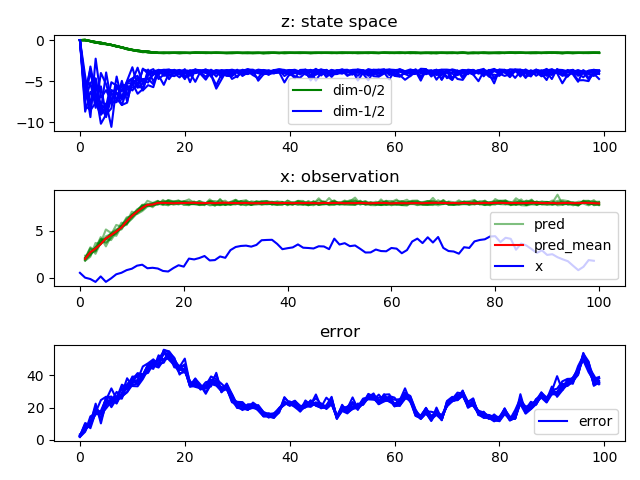 z: state space
0
−5
−10
dim-0/2
dim-1/2
0 20 40 60 80 100
x: observation
5
0
pred
pred_mean
x
0 20 40 60 80 100
error
40
20
0
error
0 20 40 60 80 100